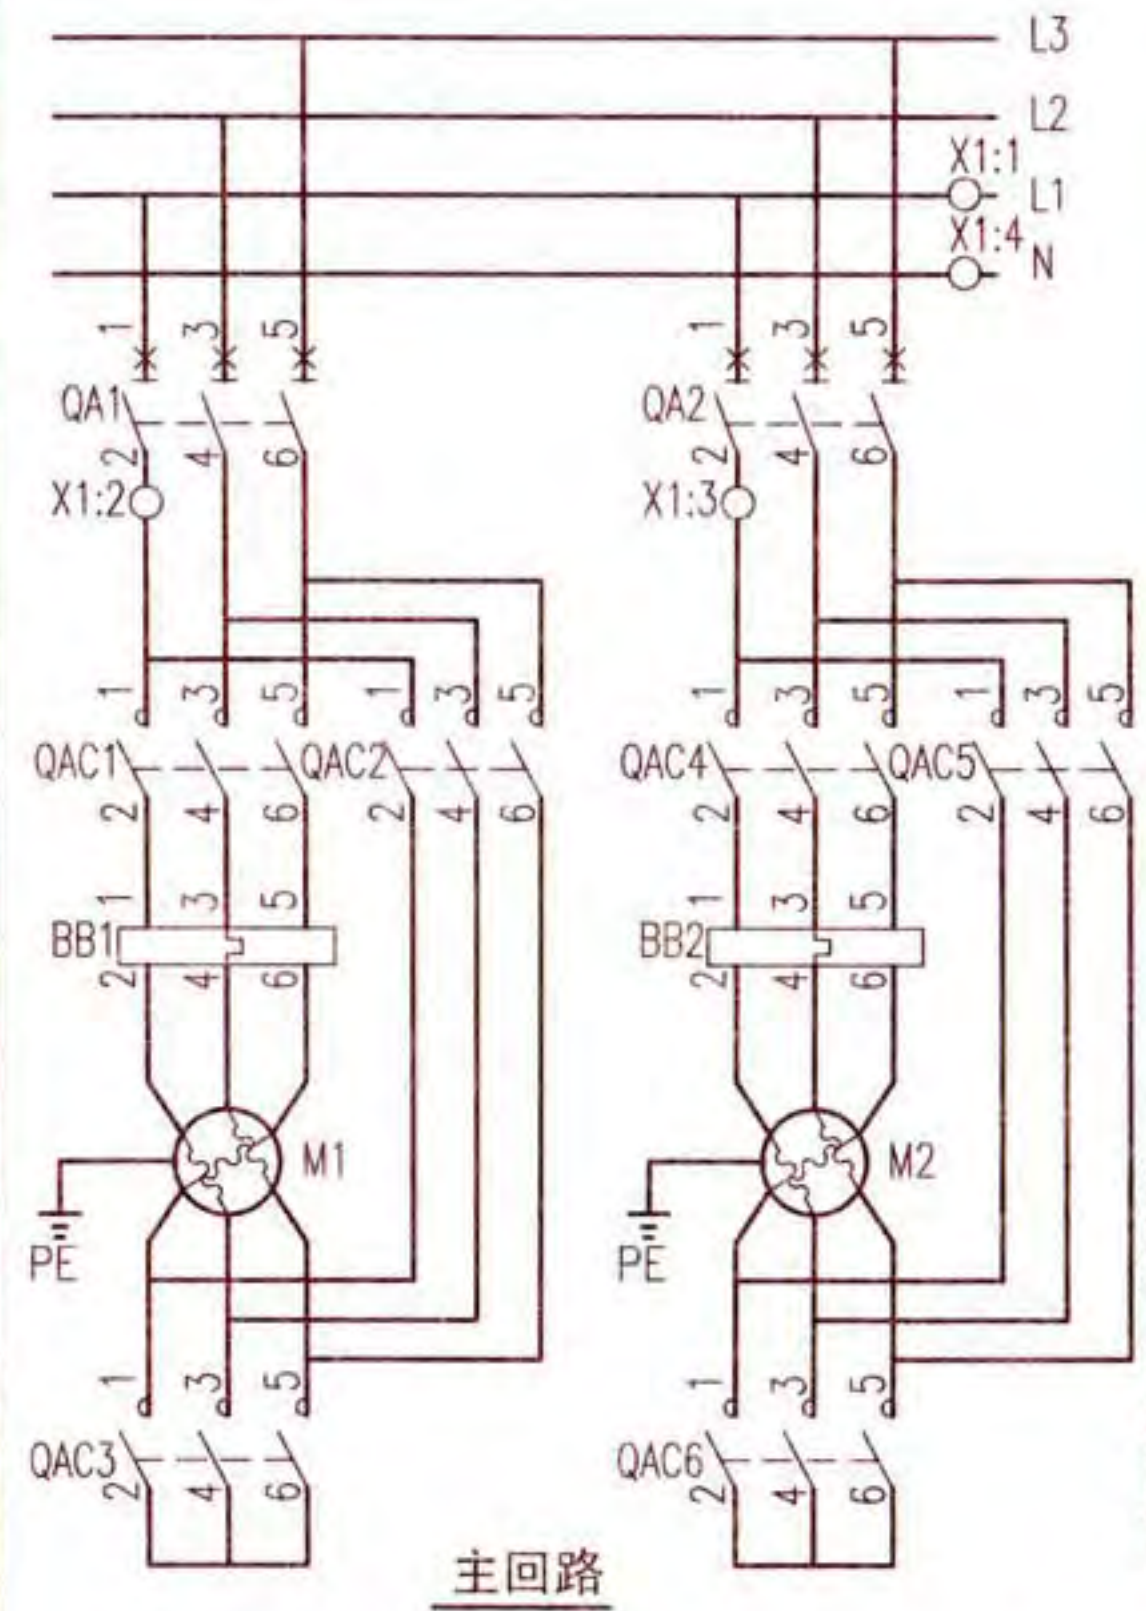 L3
L2
X1:1
L1
X1:4
N
1 3 5 1 3 5
QA1 QA2
2 4 6 2 4 6
X1:2 X1:3
1 3 5 1 3 5 1 3 5 1 3 5
QAC1 QAC2 QAC4 QAC5
2 4 6 2 4 6 2 4 6 2 4 6
1 3 5 1 3 5
BB1 BB2
2 4 6 2 4 6
M1 M2
PE PE
1 3 5 1 3 5
QAC3 QAC6
2 4 6 2 4 6
主回路